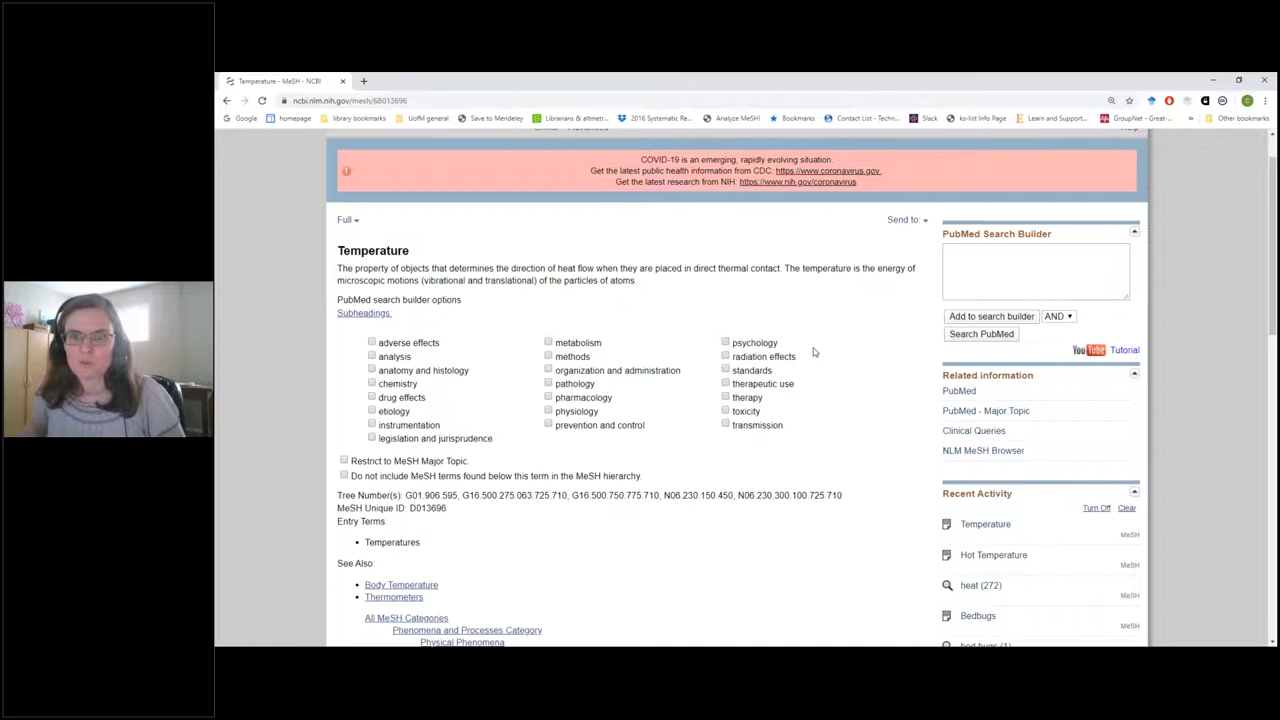 Temperature - MeSH - NCBI
ncbi.nlm.nih.gov/mesh/68013696
Google homepage library bookmarks UofM general Save to Mendeley Librarians & altmetr... 2016 Systematic Re... Analyze MeSH! Bookmarks Contact List - Techn... Slack ks-list Info Page Learn and Support... GroupNet - Great-... » Other bookmarks
Help
COVID-19 is an emerging, rapidly evolving situation.
Get the latest public health information from CDC: https://www.coronavirus.gov
Get the latest research from NIH: https://www.nih.gov/coronavirus.
Full
Send to:
Temperature
The property of objects that determines the direction of heat flow when they are placed in direct thermal contact. The temperature is the energy of
microscopic motions (vibrational and translational) of the particles of atoms.
PubMed search builder options
Subheadings:
adverse effects
analysis
anatomy and histology
chemistry
drug effects
etiology
instrumentation
legislation and jurisprudence
metabolism
methods
organization and administration
pathology
pharmacology
physiology
prevention and control
psychology
radiation effects
standards
therapeutic use
therapy
toxicity
transmission
Restrict to MeSH Major Topic.
Do not include MeSH terms found below this term in the MeSH hierarchy.
Tree Number(s): G01.906.595, G16.500.275.063.725.710, G16.500.750.775.710, N06.230.150.450, N06.230.300.100.725.710
MeSH Unique ID: D013696
Entry Terms:
Temperatures
See Also:
Body Temperature
Thermometers
All MeSH Categories
Phenomena and Processes Category
Physical Phenomena
PubMed Search Builder
Add to search builder AND
Search PubMed
YouTube Tutorial
Related information
PubMed
PubMed - Major Topic
Clinical Queries
NLM MeSH Browser
Recent Activity
Turn Off Clear
Temperature
MeSH
Hot Temperature
MeSH
heat (272)
MeSH
Bedbugs
MeSH
bed bugs (1)